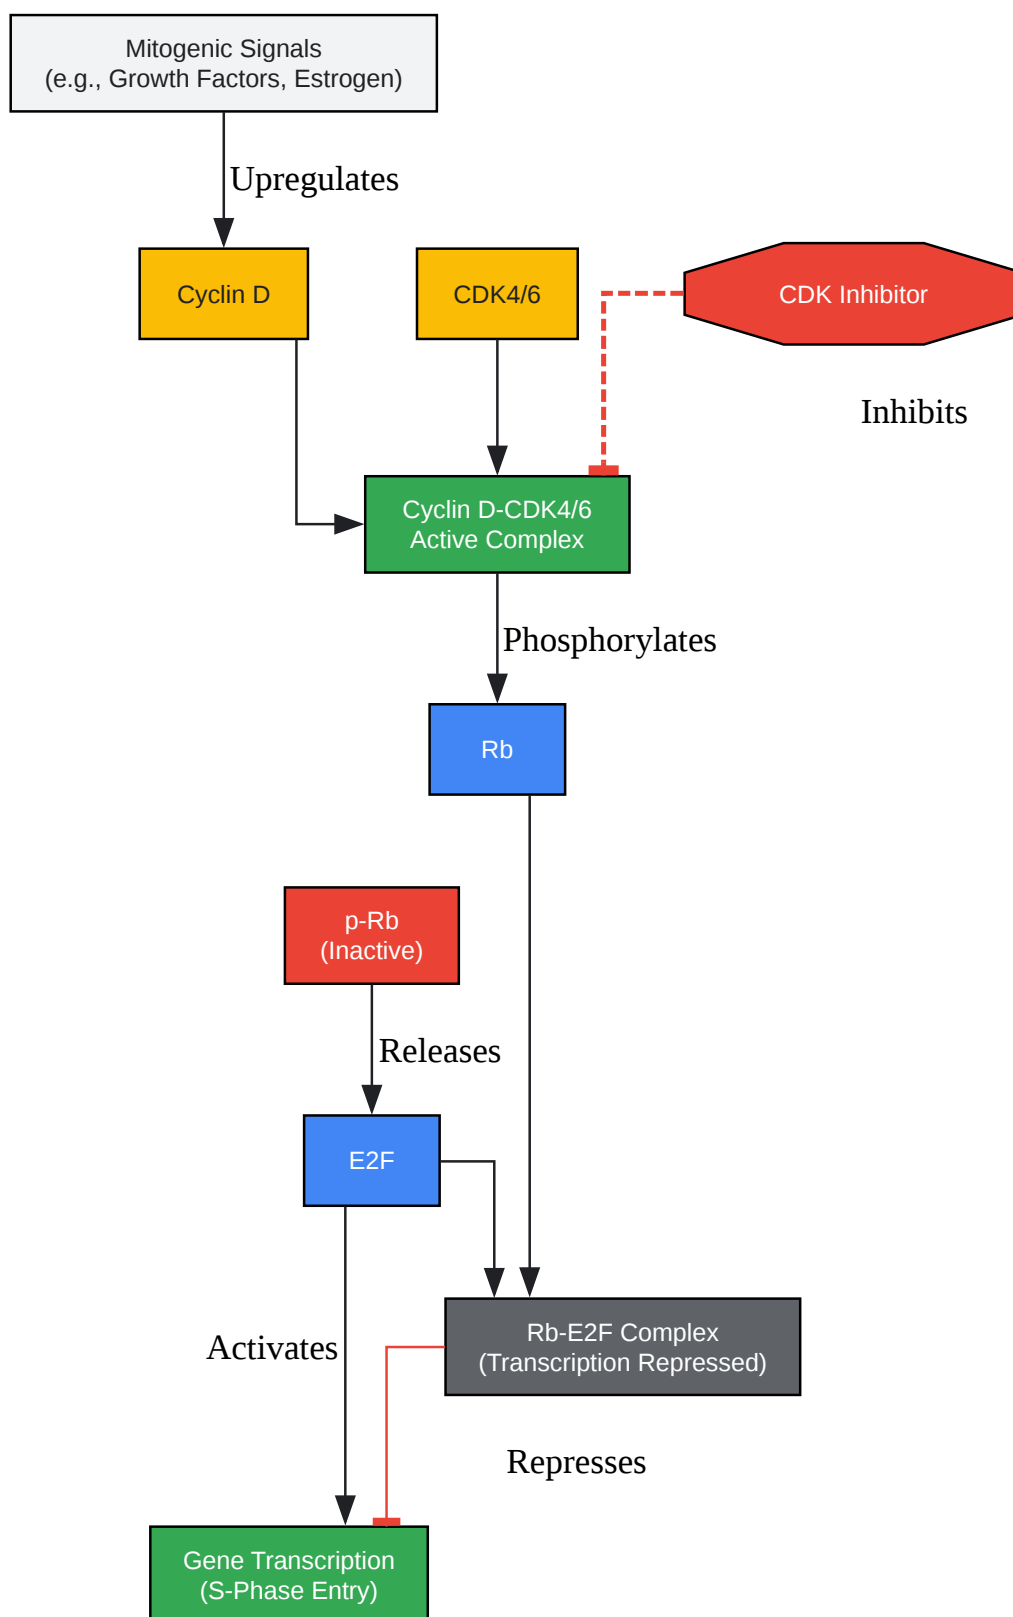 Mitogenic Signals
(e.g., Growth Factors, Estrogen)
Upregulates
Cyclin D
CDK4/6
CDK Inhibitor
Inhibits
Cyclin D-CDK4/6
Active Complex
Phosphorylates
Rb
p-Rb
(Inactive)
Releases
E2F
Rb-E2F Complex
(Transcription Repressed)
Activates
Represses
Gene Transcription
(S-Phase Entry)